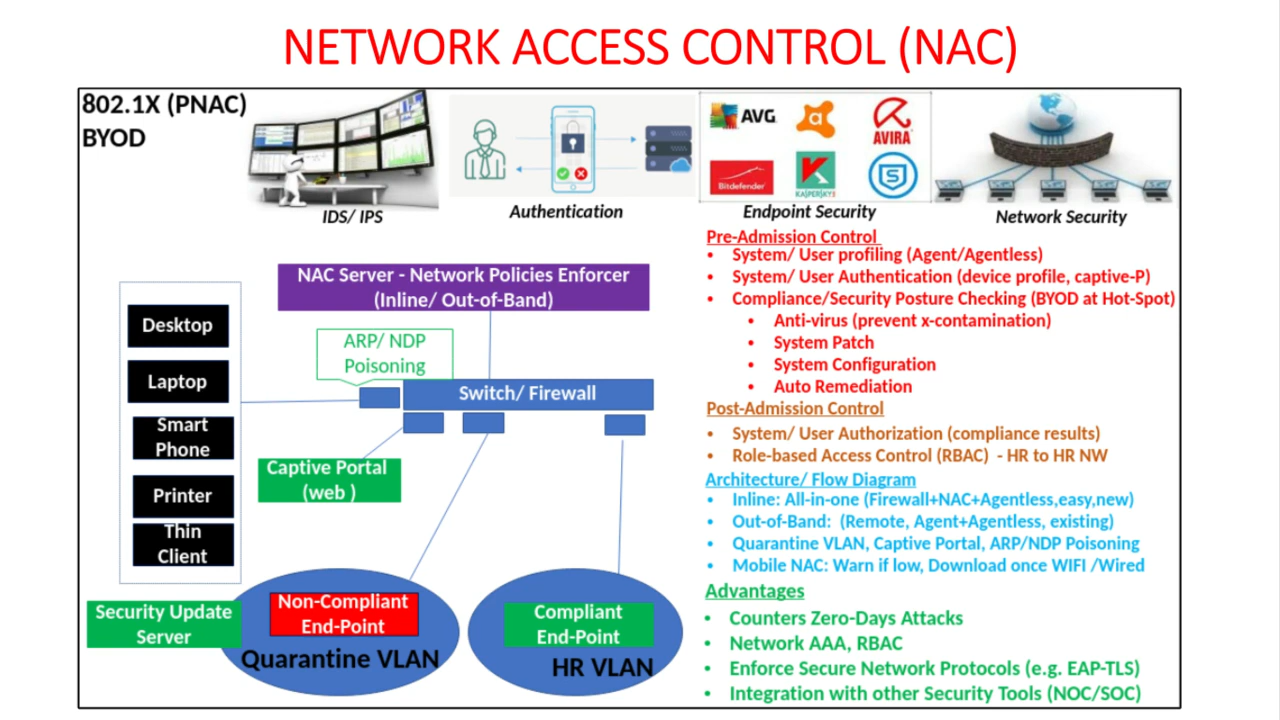 NETWORK ACCESS CONTROL (NAC)
802.1X (PNAC)
BYOD
IDS/ IPS
Authentication
AVG
AVIRA
Bitdefender
KASPERSKY
Endpoint Security
Network Security
NAC Server - Network Policies Enforcer
(Inline/ Out-of-Band)
ARP/ NDP
Poisoning
Switch/ Firewall
Desktop
Laptop
Smart
Phone
Printer
Thin
Client
Captive Portal
(web )
Security Update
Server
Non-Compliant
End-Point
Quarantine VLAN
Compliant
End-Point
HR VLAN
Pre-Admission Control
• System/ User profiling (Agent/Agentless)
• System/ User Authentication (device profile, captive-P)
• Compliance/Security Posture Checking (BYOD at Hot-Spot)
• Anti-virus (prevent x-contamination)
• System Patch
• System Configuration
• Auto Remediation
Post-Admission Control
• System/ User Authorization (compliance results)
• Role-based Access Control (RBAC) - HR to HR NW
Architecture/ Flow Diagram
• Inline: All-in-one (Firewall+NAC+Agentless,easy,new)
• Out-of-Band: (Remote, Agent+Agentless, existing)
• Quarantine VLAN, Captive Portal, ARP/NDP Poisoning
• Mobile NAC: Warn if low, Download once WIFI /Wired
Advantages
• Counters Zero-Days Attacks
• Network AAA, RBAC
• Enforce Secure Network Protocols (e.g. EAP-TLS)
• Integration with other Security Tools (NOC/SOC)